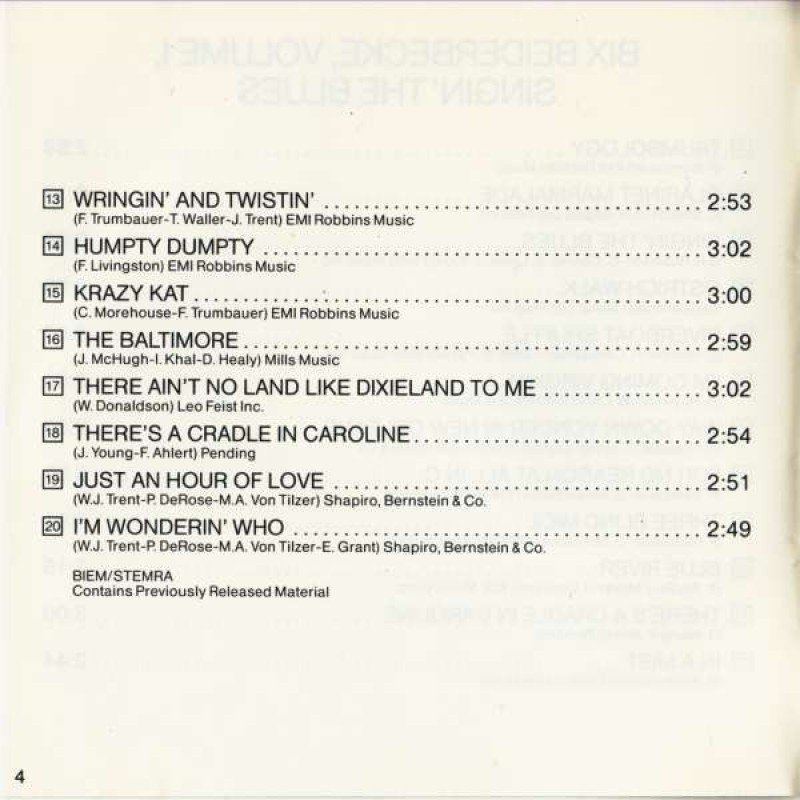 13 WRINGIN' AND TWISTIN' 2:53
(F. Trumbauer-T. Waller-J. Trent) EMI Robbins Music
14 HUMPTY DUMPTY 3:02
(F. Livingston) EMI Robbins Music
15 KRAZY KAT 3:00
(C. Morehouse-F. Trumbauer) EMI Robbins Music
16 THE BALTIMORE 2:59
(J. McHugh-I. Khal-D. Healy) Mills Music
17 THERE AIN'T NO LAND LIKE DIXIELAND TO ME 3:02
(W. Donaldson) Leo Feist Inc.
18 THERE'S A CRADLE IN CAROLINE 2:54
(J. Young-F. Ahlert) Pending
19 JUST AN HOUR OF LOVE 2:51
(W.J. Trent-P. DeRose-M.A. Von Tilzer) Shapiro, Bernstein & Co.
20 I'M WONDERIN' WHO 2:49
(W.J. Trent-P. DeRose-M.A. Von Tilzer-E. Grant) Shapiro, Bernstein & Co.
BIEM/STEMRA
Contains Previously Released Material
4